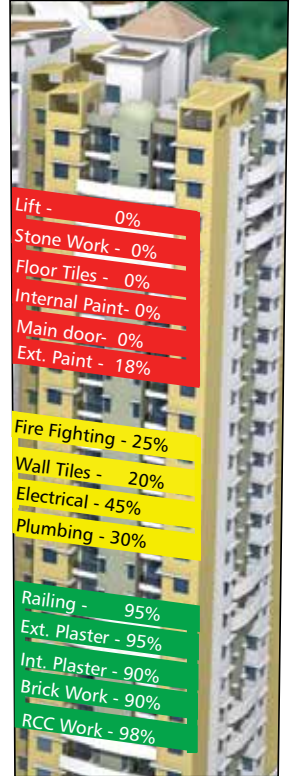 Lift - 0%
Stone Work - 0%
Floor Tiles - 0%
Internal Paint- 0%
Main door- 0%
Ext. Paint - 18%
Fire Fighting - 25%
Wall Tiles - 20%
Electrical - 45%
Plumbing - 30%
Railing - 95%
Ext. Plaster - 95%
Int. Plaster - 90%
Brick Work - 90%
RCC Work - 98%